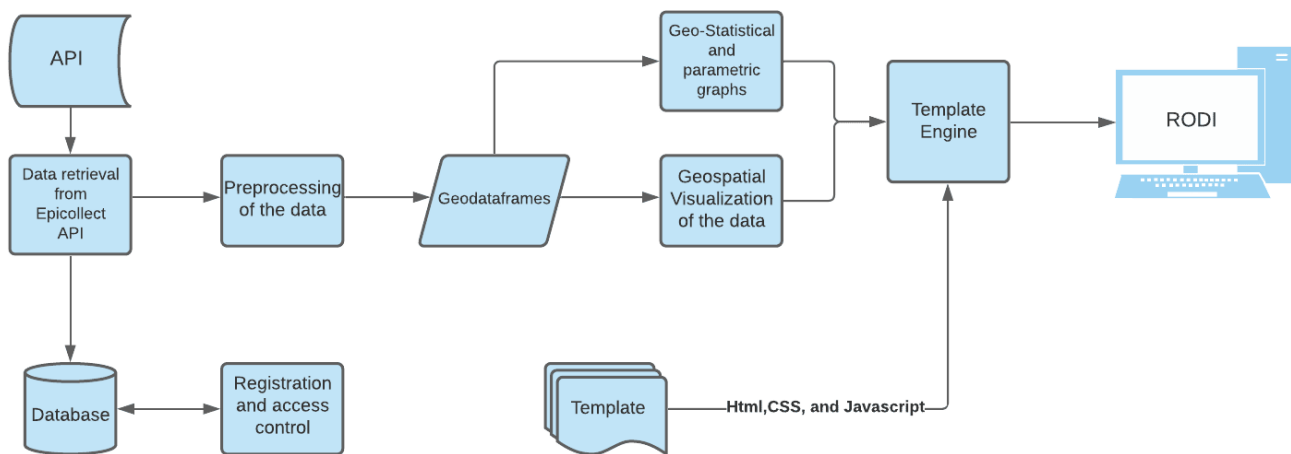 API
Data retrieval
from
Epicollect
API
Preprocessing
of the data
Geodataframes
Geo-Statistical
and
parametric
graphs
Geospatial
Visualization
of the data
Template
Engine
RODI
Database
Registration
and access
control
Template
Html,CSS, and Javascript